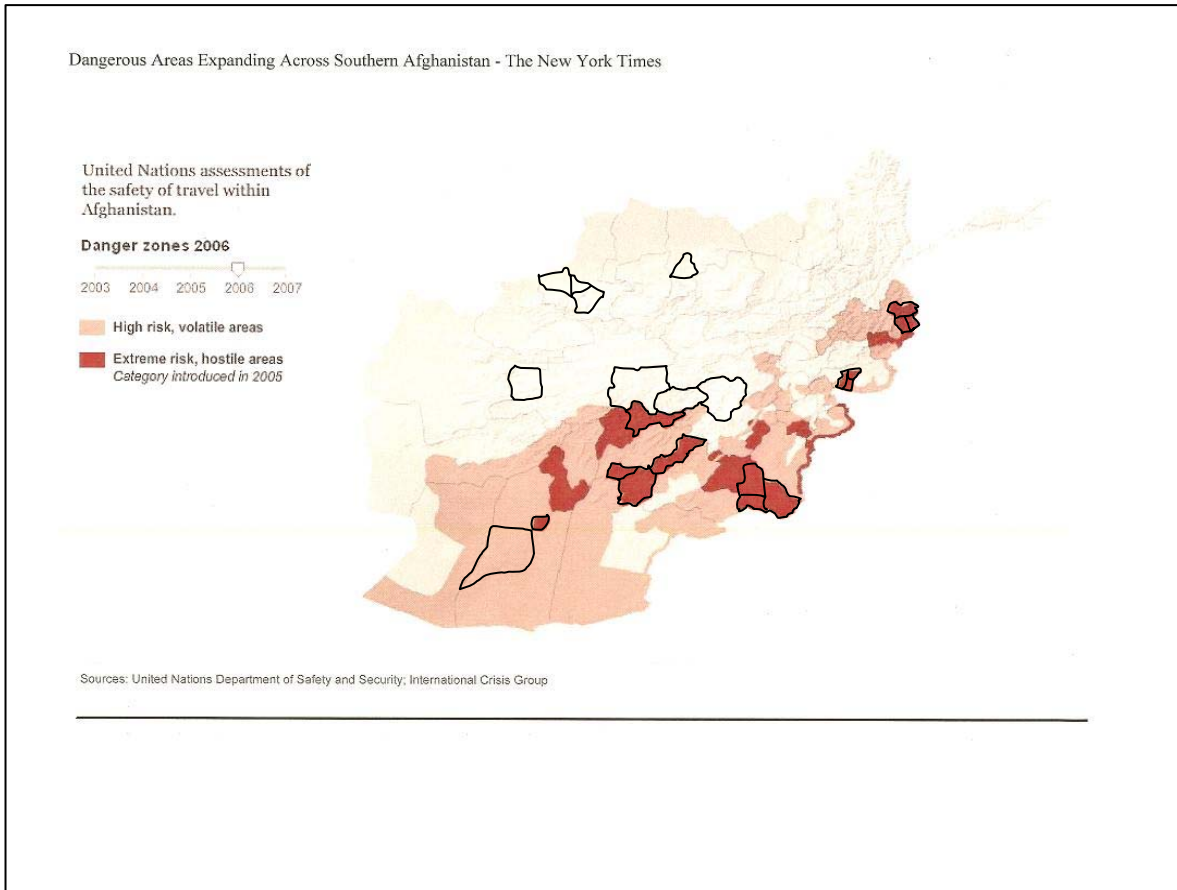 Dangerous Areas Expanding Across Southern Afghanistan - The New York Times
United Nations assessments of
the safety of travel within
Afghanistan.
Danger zones 2006
2003 2004 2005 2006 2007
High risk, volatile areas
Extreme risk, hostile areas
Category introduced in 2005
Sources: United Nations Department of Safety and Security; International Crisis Group